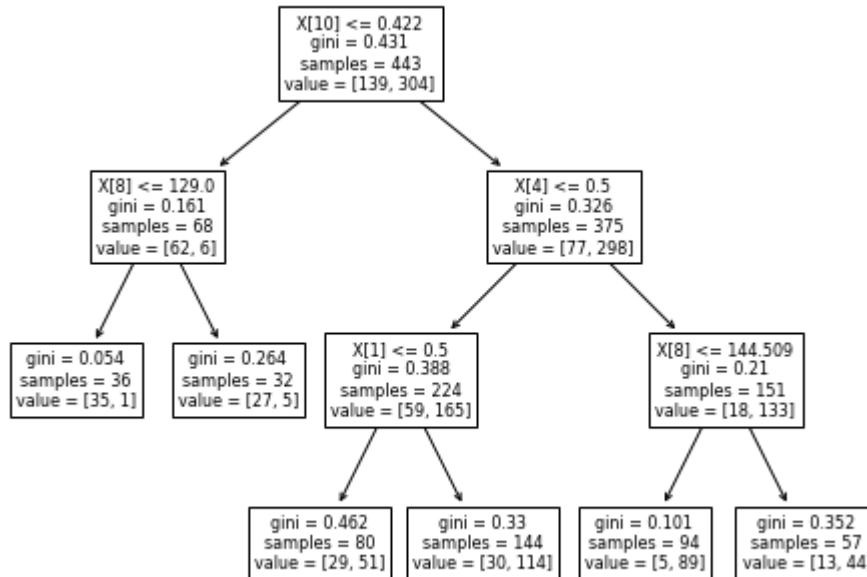 X[10] <= 0.422
gini = 0.431
samples = 443
value = [139, 304]
X[8] <= 129.0
gini = 0.161
samples = 68
value = [62, 6]
X[4] <= 0.5
gini = 0.326
samples = 375
value = [77, 298]
gini = 0.054
samples = 36
value = [35, 1]
gini = 0.264
samples = 32
value = [27, 5]
X[1] <= 0.5
gini = 0.388
samples = 224
value = [59, 165]
X[8] <= 144.509
gini = 0.21
samples = 151
value = [18, 133]
gini = 0.462
samples = 80
value = [29, 51]
gini = 0.33
samples = 144
value = [30, 114]
gini = 0.101
samples = 94
value = [5, 89]
gini = 0.352
samples = 57
value = [13, 44